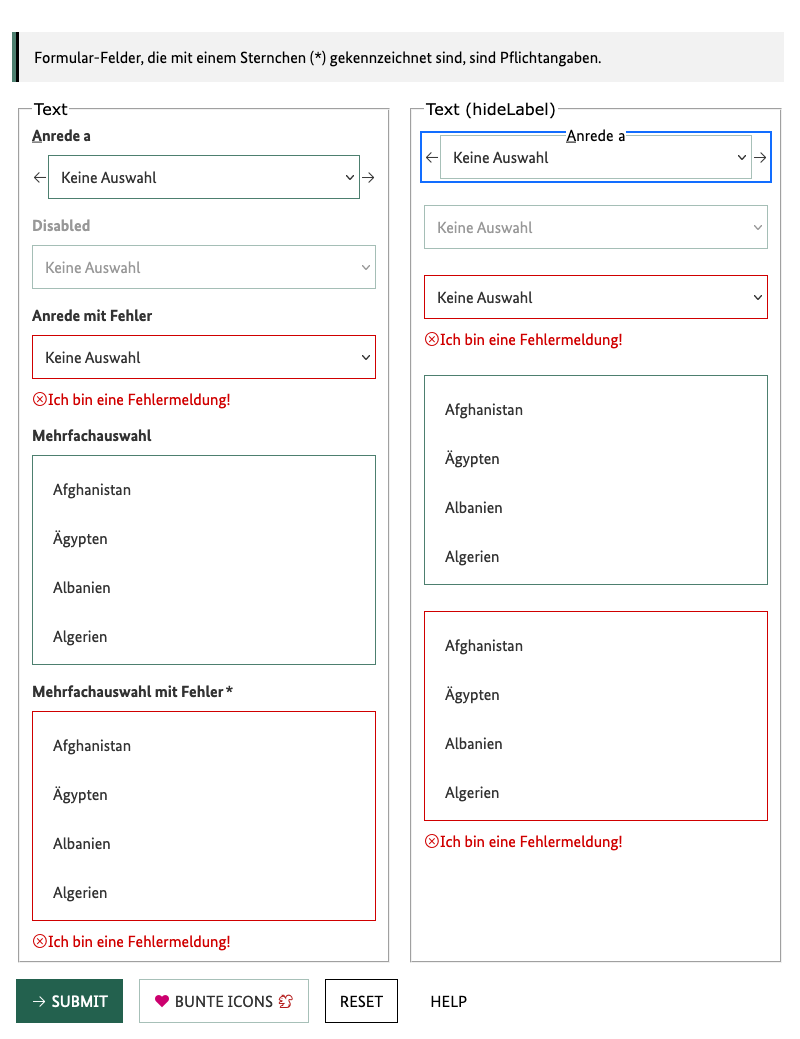 Formular-Felder, die mit einem Sternchen (*) gekennzeichnet sind, sind Pflichtangaben.
Text
Anrede a
← Keine Auswahl →
Disabled
Keine Auswahl
Anrede mit Fehler
Keine Auswahl
Ich bin eine Fehlermeldung!
Mehrfachauswahl
Afghanistan
Ägypten
Albanien
Algerien
Mehrfachauswahl mit Fehler*
Afghanistan
Ägypten
Albanien
Algerien
Ich bin eine Fehlermeldung!
Text (hideLabel)
Anrede a
← Keine Auswahl →
Keine Auswahl
Keine Auswahl
Ich bin eine Fehlermeldung!
Afghanistan
Ägypten
Albanien
Algerien
Afghanistan
Ägypten
Albanien
Algerien
Ich bin eine Fehlermeldung!
→ SUBMIT
BUNTE ICONS
RESET
HELP